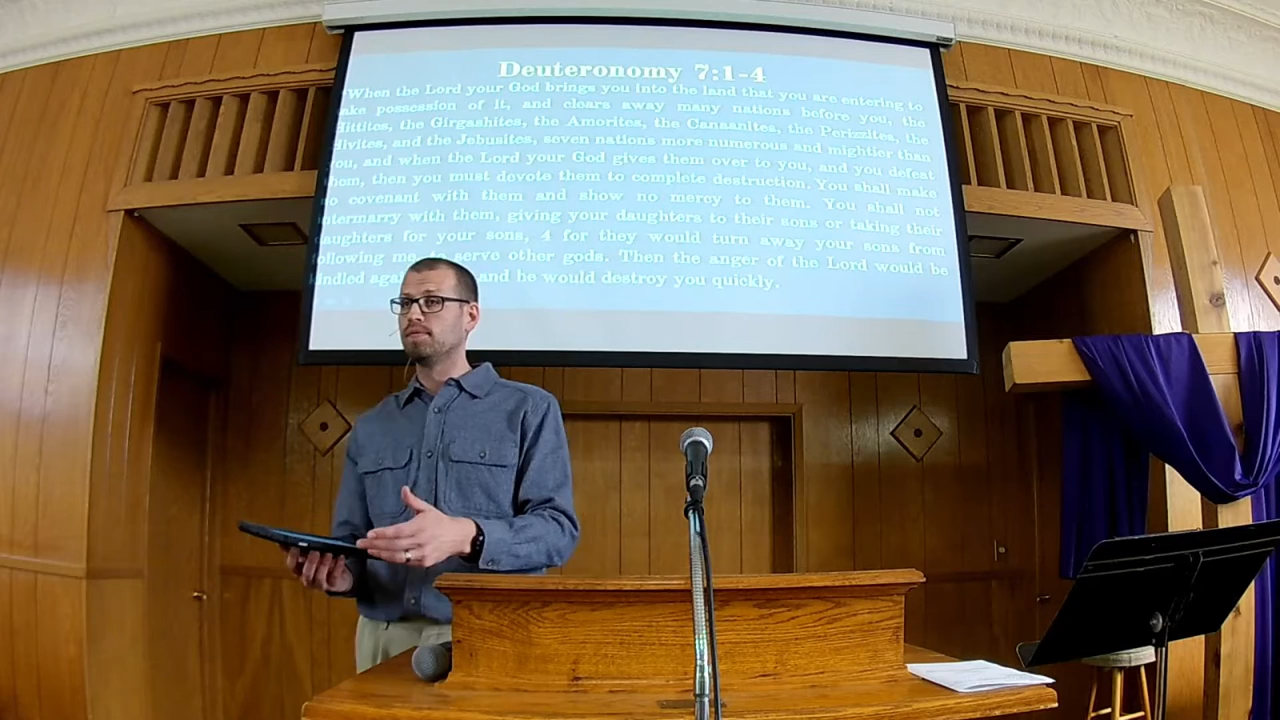 Deuteronomy 7:1-4
"When the Lord your God brings you into the land that you are entering to
take possession of it, and clears away many nations before you, the
Hittites, the Girgashites, the Amorites, the Canaanites, the Perizzites, the
Hivites, and the Jebusites, seven nations more numerous and mightier than
you, and when the Lord your God gives them over to you, and you defeat
them, then you must devote them to complete destruction. You shall make
no covenant with them and show no mercy to them. You shall not
intermarry with them, giving your daughters to their sons or taking their
daughters for your sons, 4 for they would turn away your sons from
following me, to serve other gods. Then the anger of the Lord would be
kindled and he would destroy you quickly.